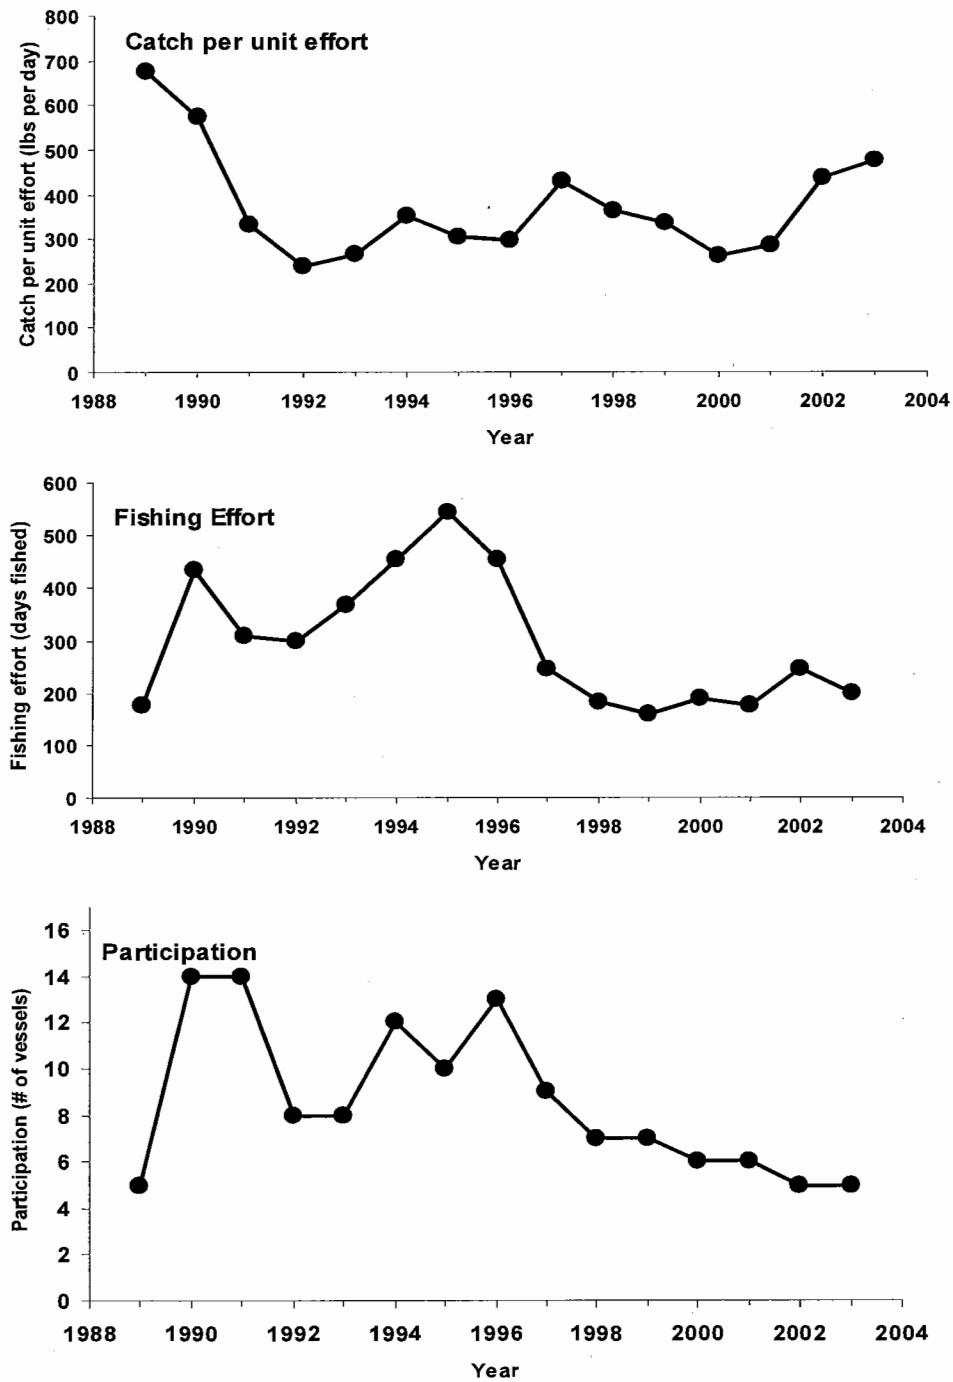 Catch per unit effort
Catch per unit effort (lbs per day)
800
700
600
500
400
300
200
100
0
1988 1990 1992 1994 1996 1998 2000 2002 2004
Year
Fishing Effort
Fishing effort (days fished)
600
500
400
300
200
100
0
1988 1990 1992 1994 1996 1998 2000 2002 2004
Year
Participation
Participation (# of vessels)
16
14
12
10
8
6
4
2
0
1988 1990 1992 1994 1996 1998 2000 2002 2004
Year